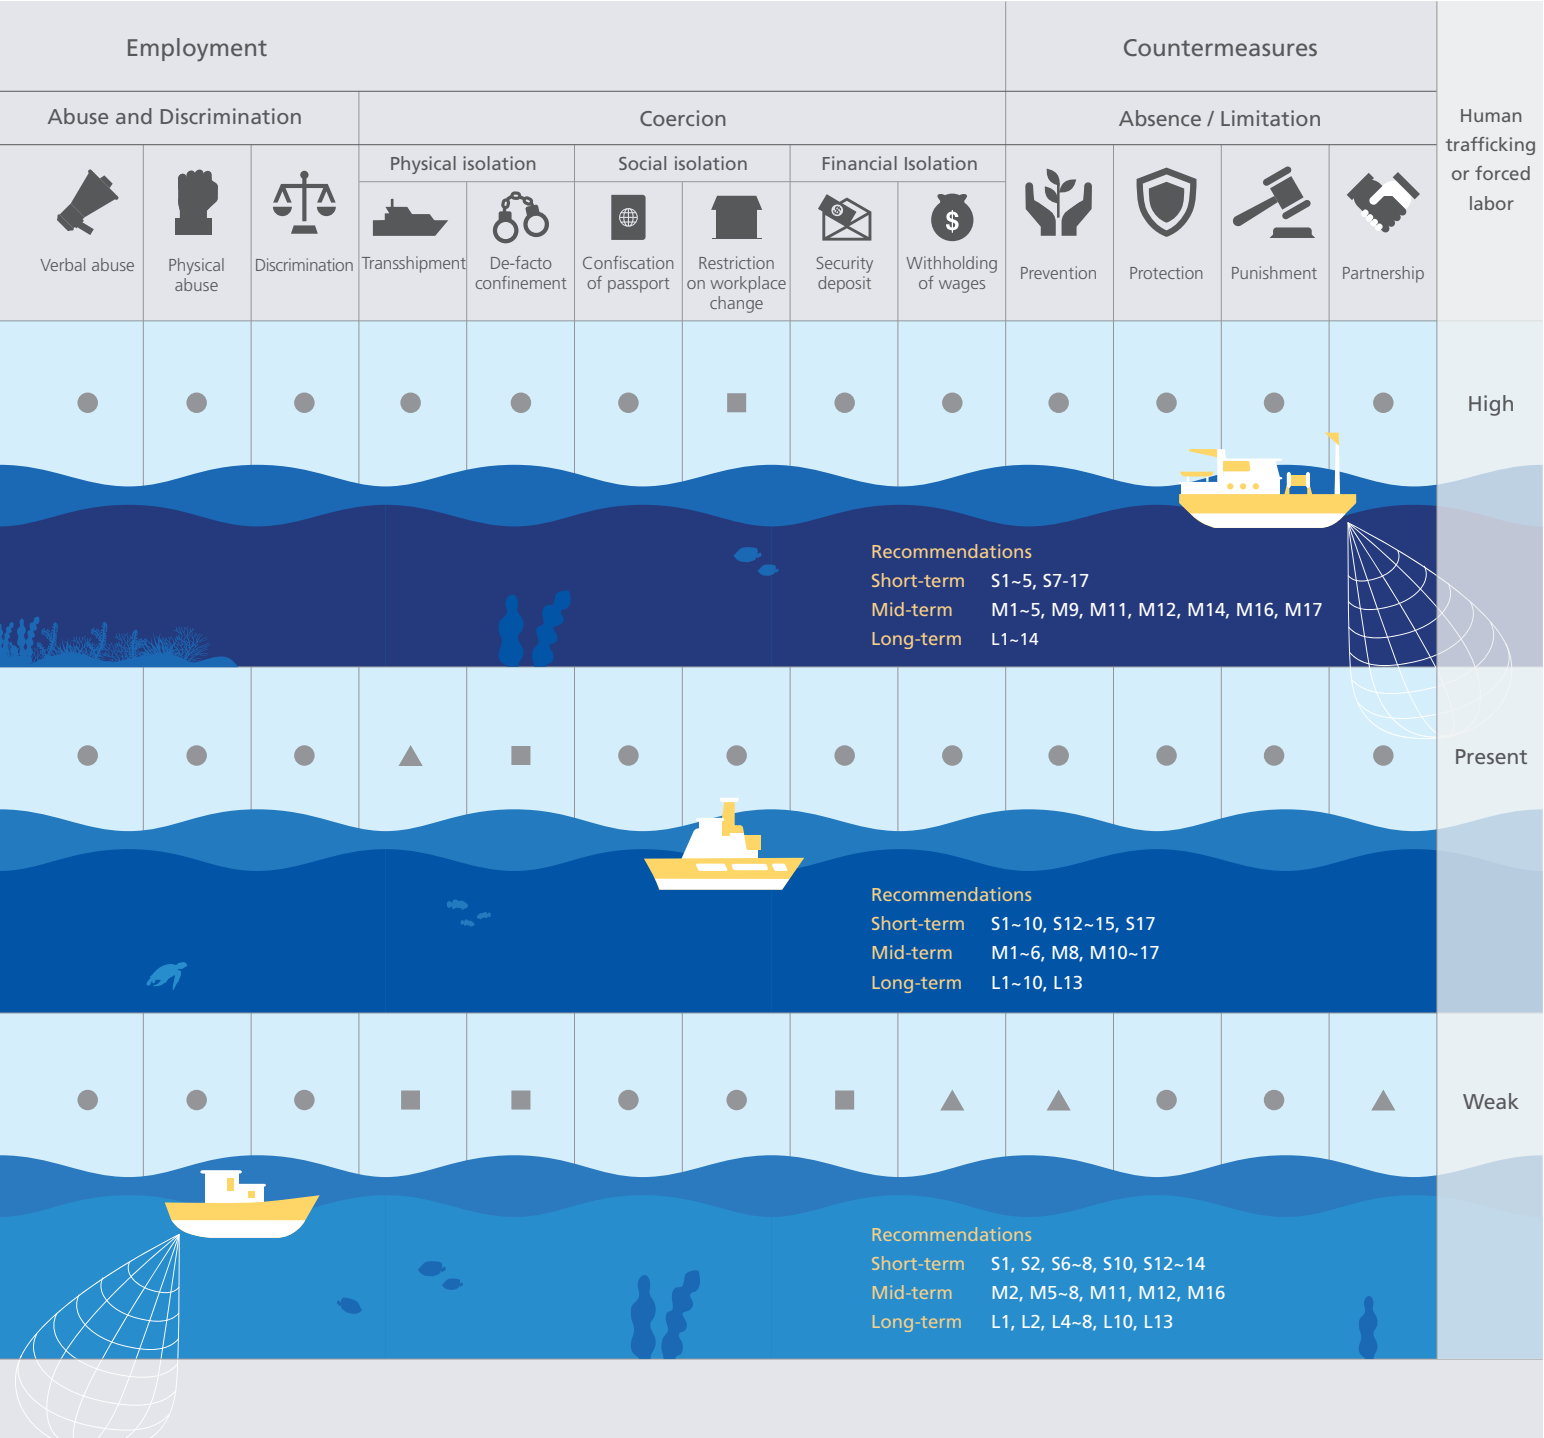 Employment
Countermeasures
Abuse and Discrimination
Coercion
Absence / Limitation
Human
trafficking
or forced
labor
Physical isolation
Social isolation
Financial Isolation
$
Verbal abuse
Physical
abuse
Discrimination
Transshipment
De-facto
confinement
Confiscation
of passport
Restriction
on workplace
change
Security
deposit
Withholding
of wages
Prevention
Protection
Punishment
Partnership
High
Recommendations
Short-term S1~5, S7-17
Mid-term M1~5, M9, M11, M12, M14, M16, M17
Long-term L1~14
Present
Recommendations
Short-term S1~10, S12~15, S17
Mid-term M1~6, M8, M10~17
Long-term L1~10, L13
Weak
Recommendations
Short-term S1, S2, S6~8, S10, S12~14
Mid-term M2, M5~8, M11, M12, M16
Long-term L1, L2, L4~8, L10, L13